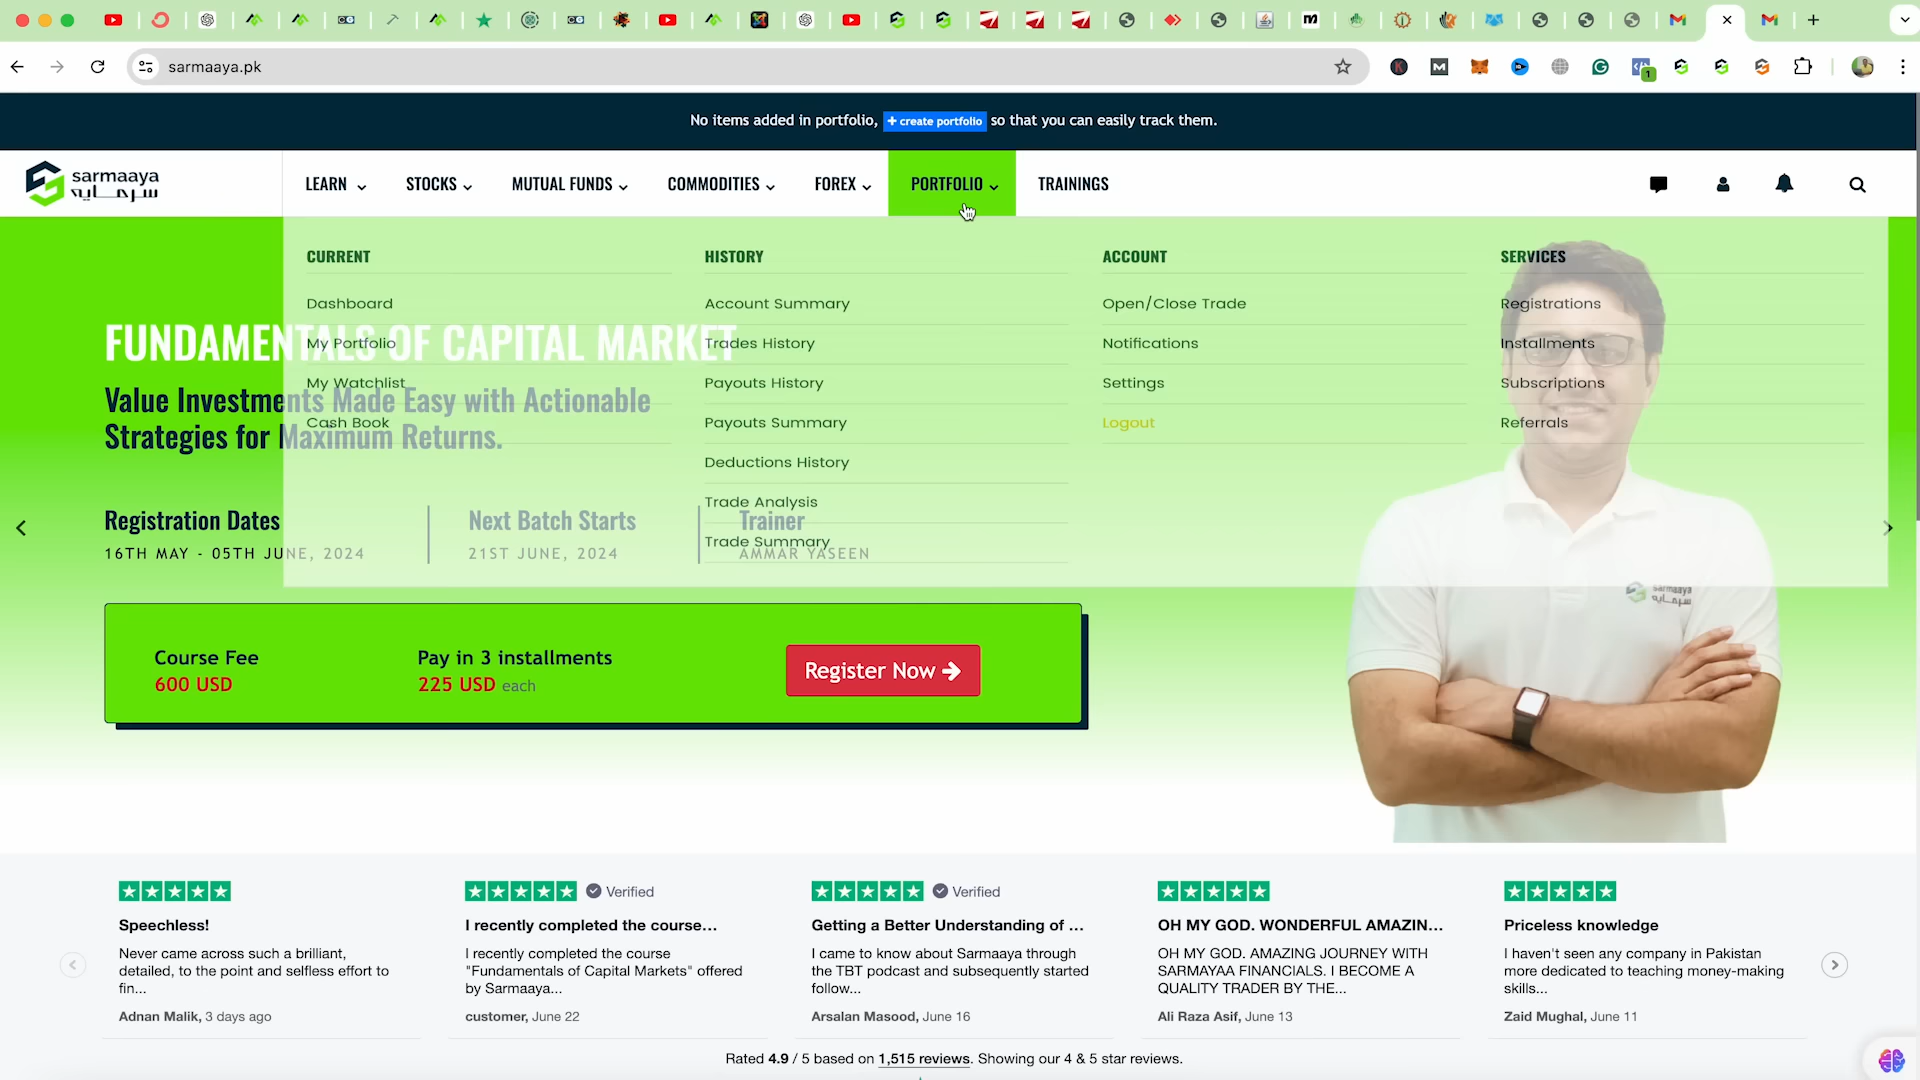 sarmaaya.pk
1
No items added in portfolio, + create portfolio so that you can easily track them.
sarmaaya
سرمایہ
LEARN
STOCKS
MUTUAL FUNDS
COMMODITIES
FOREX
PORTFOLIO
TRAININGS
CURRENT
Dashboard
My Portfolio
My Watchlist
Cash Book
HISTORY
Account Summary
Trades History
Payouts History
Payouts Summary
Deductions History
Trade Analysis
Trade Summary
ACCOUNT
Open/Close Trade
Notifications
Settings
Logout
SERVICES
Registrations
Installments
Subscriptions
Referrals
FUNDAMENTALS OF CAPITAL MARKET
Value Investments Made Easy with Actionable
Strategies for Maximum Returns.
Registration Dates
16TH MAY - 05TH JUNE, 2024
Next Batch Starts
21ST JUNE, 2024
Trainer
AMMAR YASEEN
sarmaaya
سرمایہ
Course Fee
600 USD
Pay in 3 installments
225 USD each
Register Now
Speechless!
Never came across such a brilliant,
detailed, to the point and selfless effort to
fin...
Adnan Malik, 3 days ago
Verified
I recently completed the course...
I recently completed the course
"Fundamentals of Capital Markets" offered
by Sarmaaya...
customer, June 22
Verified
Getting a Better Understanding of ...
I came to know about Sarmaaya through
the TBT podcast and subsequently started
follow...
Arsalan Masood, June 16
OH MY GOD. WONDERFUL AMAZIN...
OH MY GOD. AMAZING JOURNEY WITH
SARMAYAA FINANCIALS. I BECOME A
QUALITY TRADER BY THE...
Ali Raza Asif, June 13
Priceless knowledge
I haven't seen any company in Pakistan
more dedicated to teaching money-making
skills...
Zaid Mughal, June 11
Rated 4.9 / 5 based on 1,515 reviews. Showing our 4 & 5 star reviews.